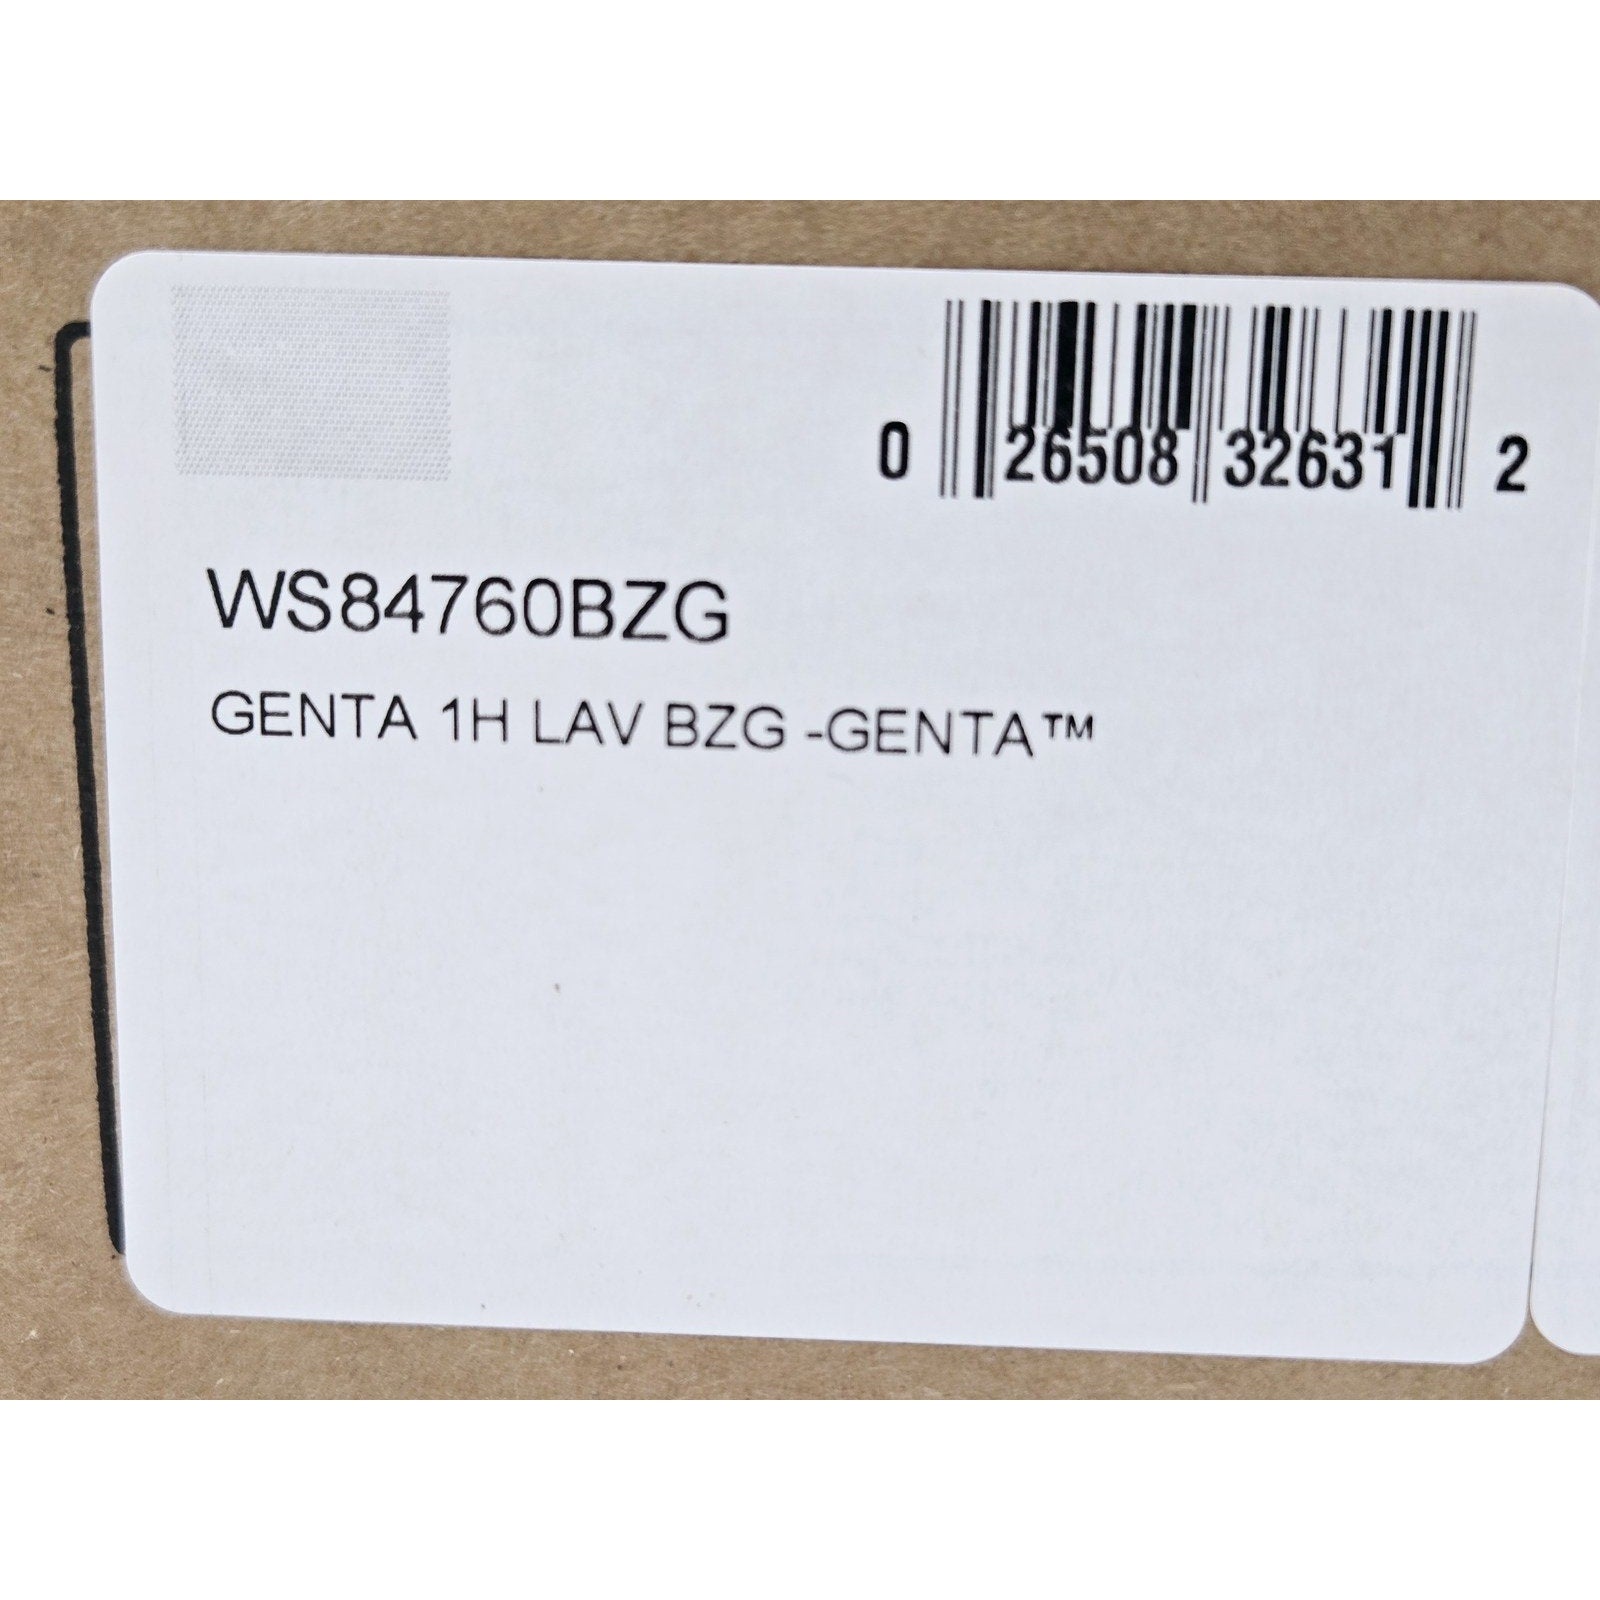 0 26508 32631 2
WS84760BZG
GENTA 1H LAV BZG -GENTA™